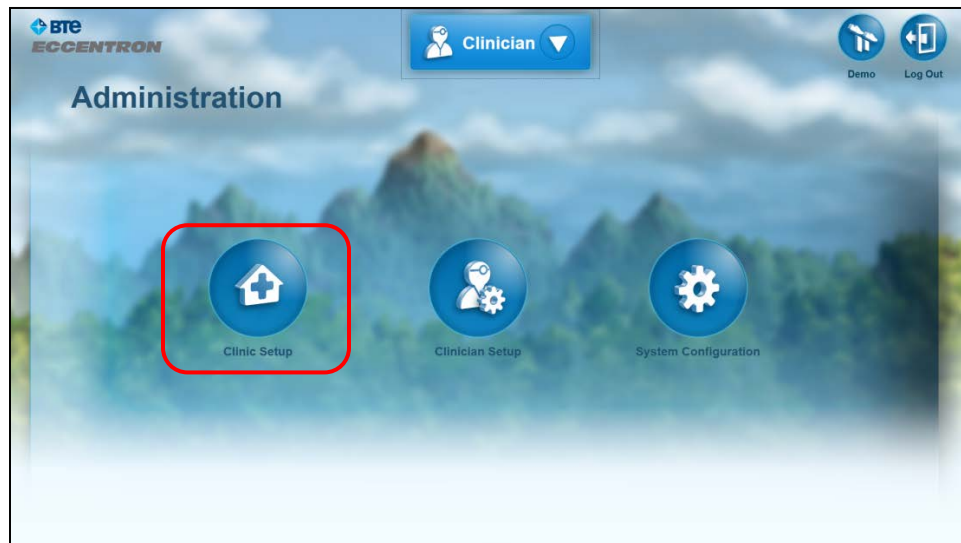 BTE
ECCENTRON
Clinician
Demo
Log Out
Administration
Clinic Setup
Clinician Setup
System Configuration